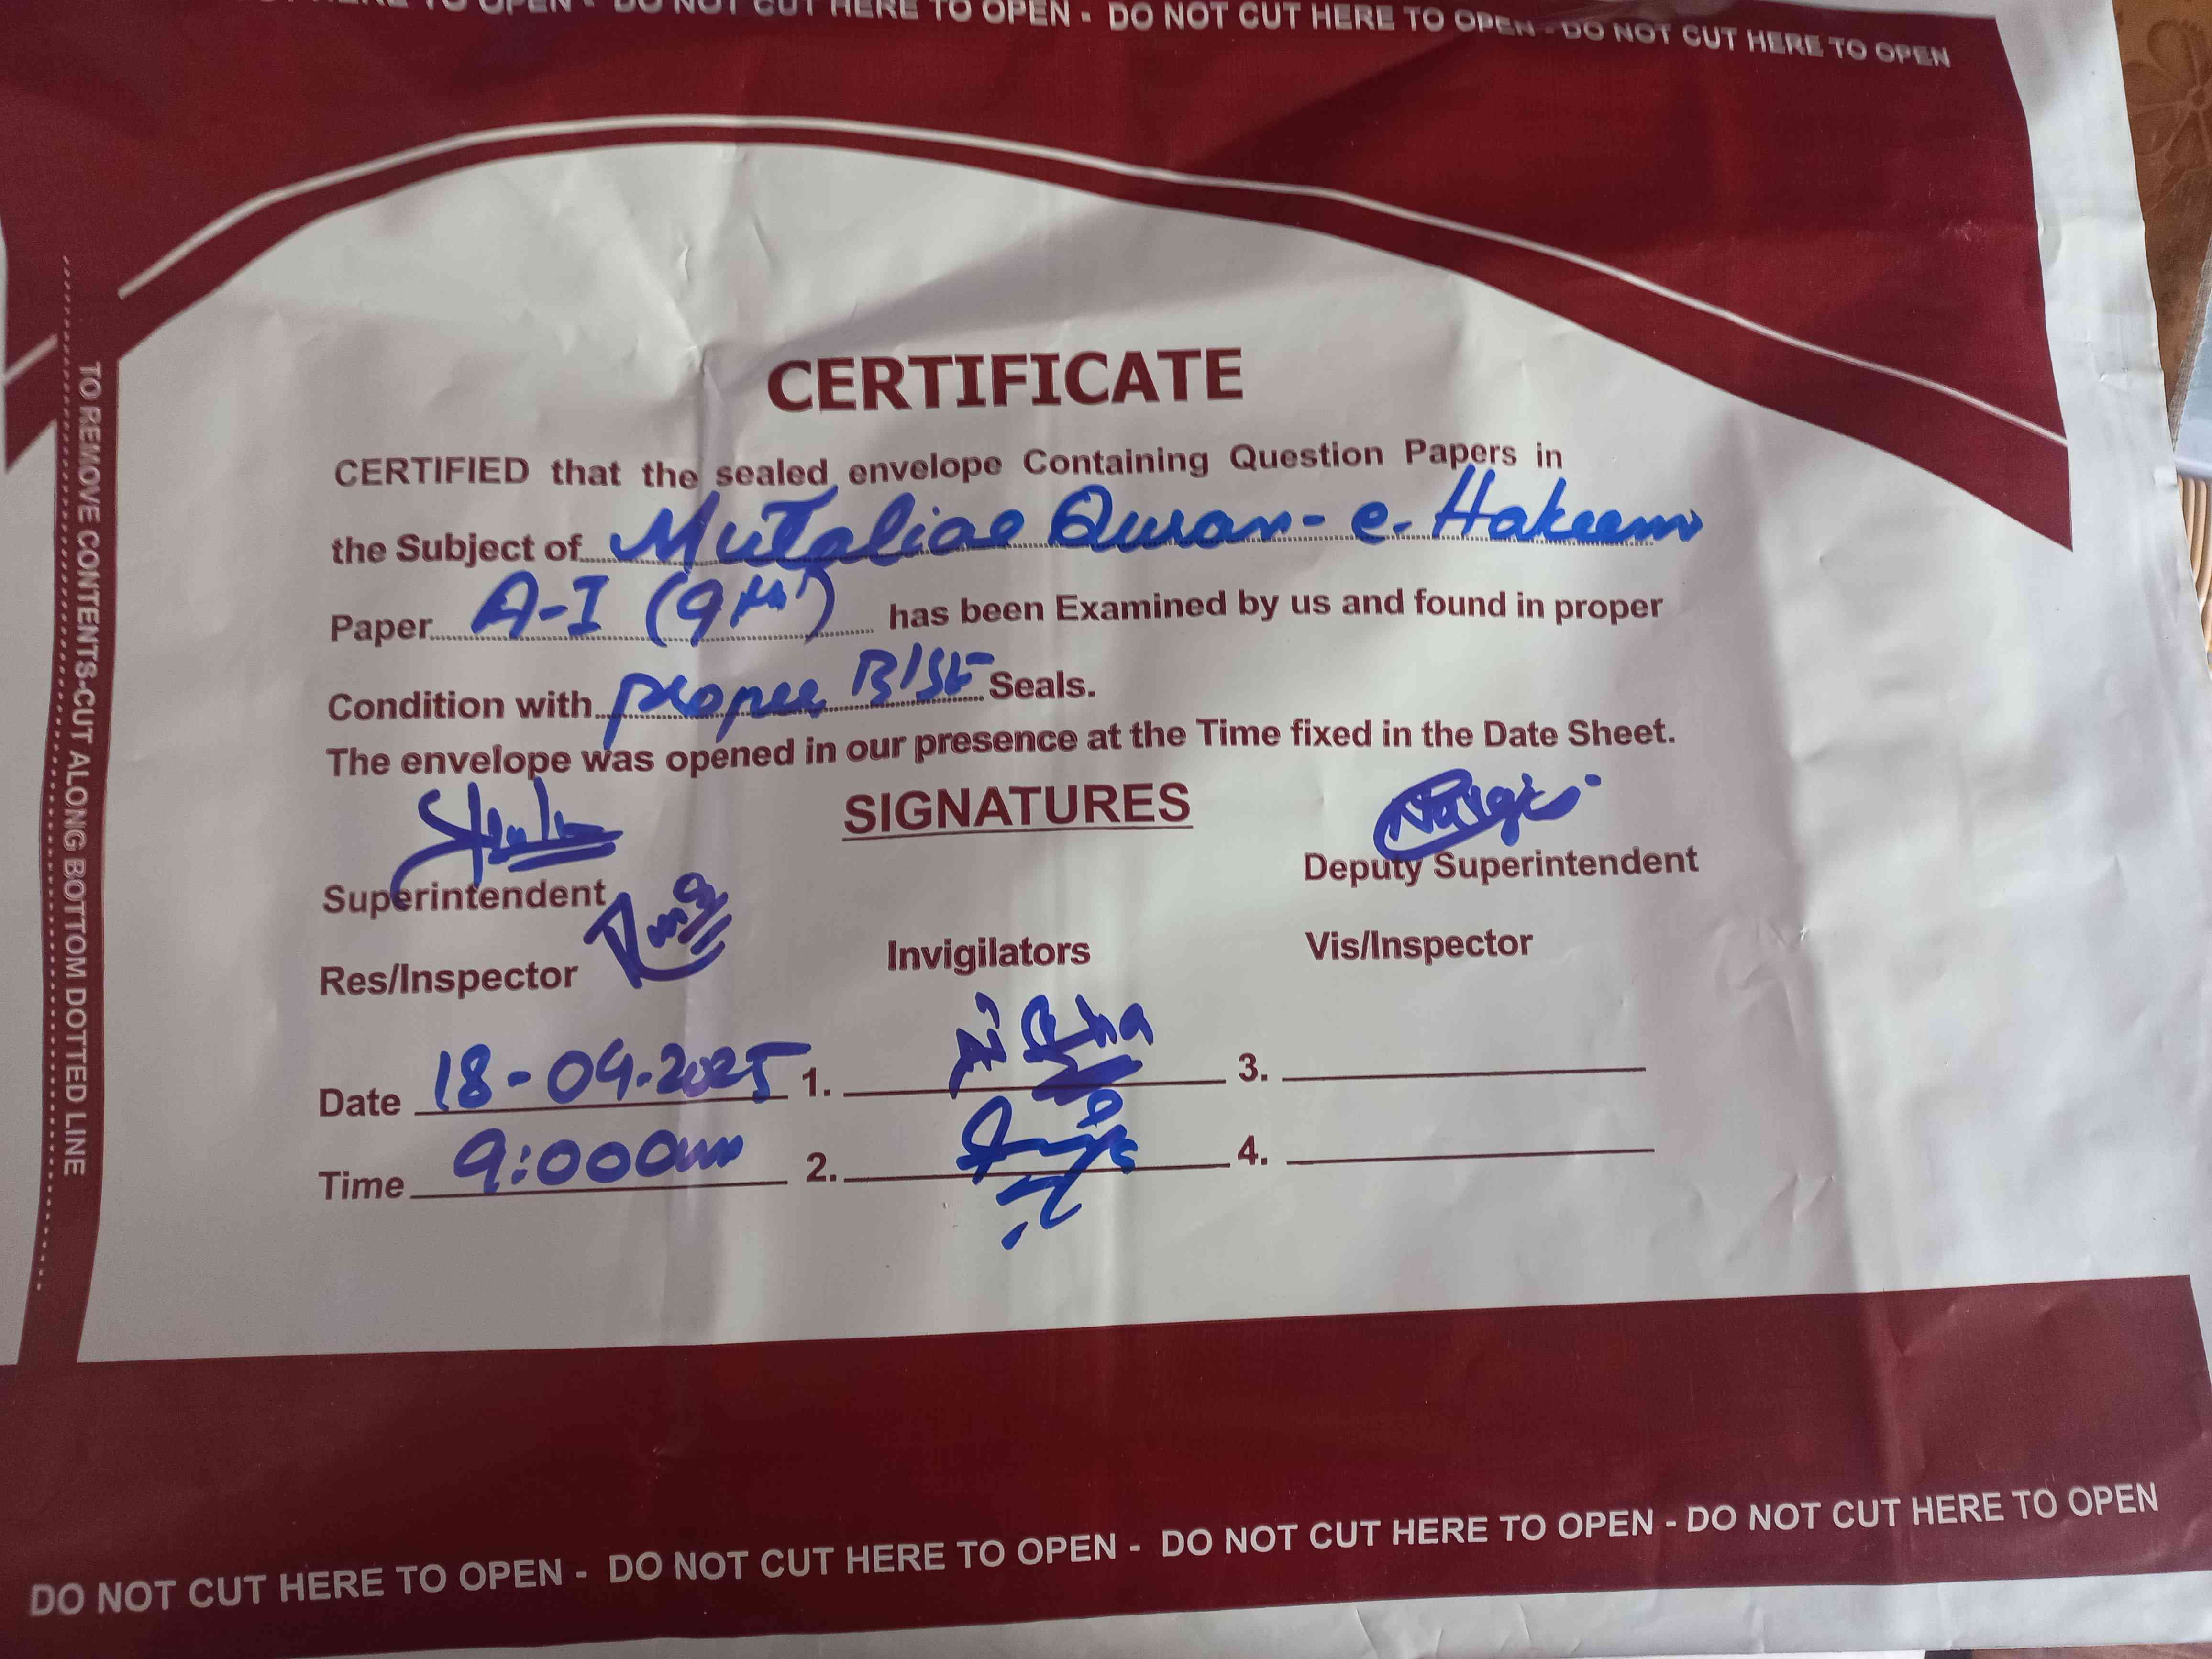 HERE TO OPEN - DO NOT CUT HERE TO OPEN - DO NOT CUT HERE TO OPEN - DO NOT CUT HERE TO OPEN
CERTIFICATE
CERTIFIED that the sealed envelope Containing Question Papers in
the Subject of Mutaliae Quran-e-Hakeem
Paper A-I (9th) has been Examined by us and found in proper
Condition with proper BISE Seals.
The envelope was opened in our presence at the Time fixed in the Date Sheet.
SIGNATURES
Superintendent
Deputy Superintendent
Res/Inspector
Invigilators
Vis/Inspector
Date 18-04-2025 1. 3.
Time 9:00am 2. 4.
TO REMOVE CONTENTS-CUT ALONG BOTTOM DOTTED LINE
DO NOT CUT HERE TO OPEN - DO NOT CUT HERE TO OPEN - DO NOT CUT HERE TO OPEN - DO NOT CUT HERE TO OPEN